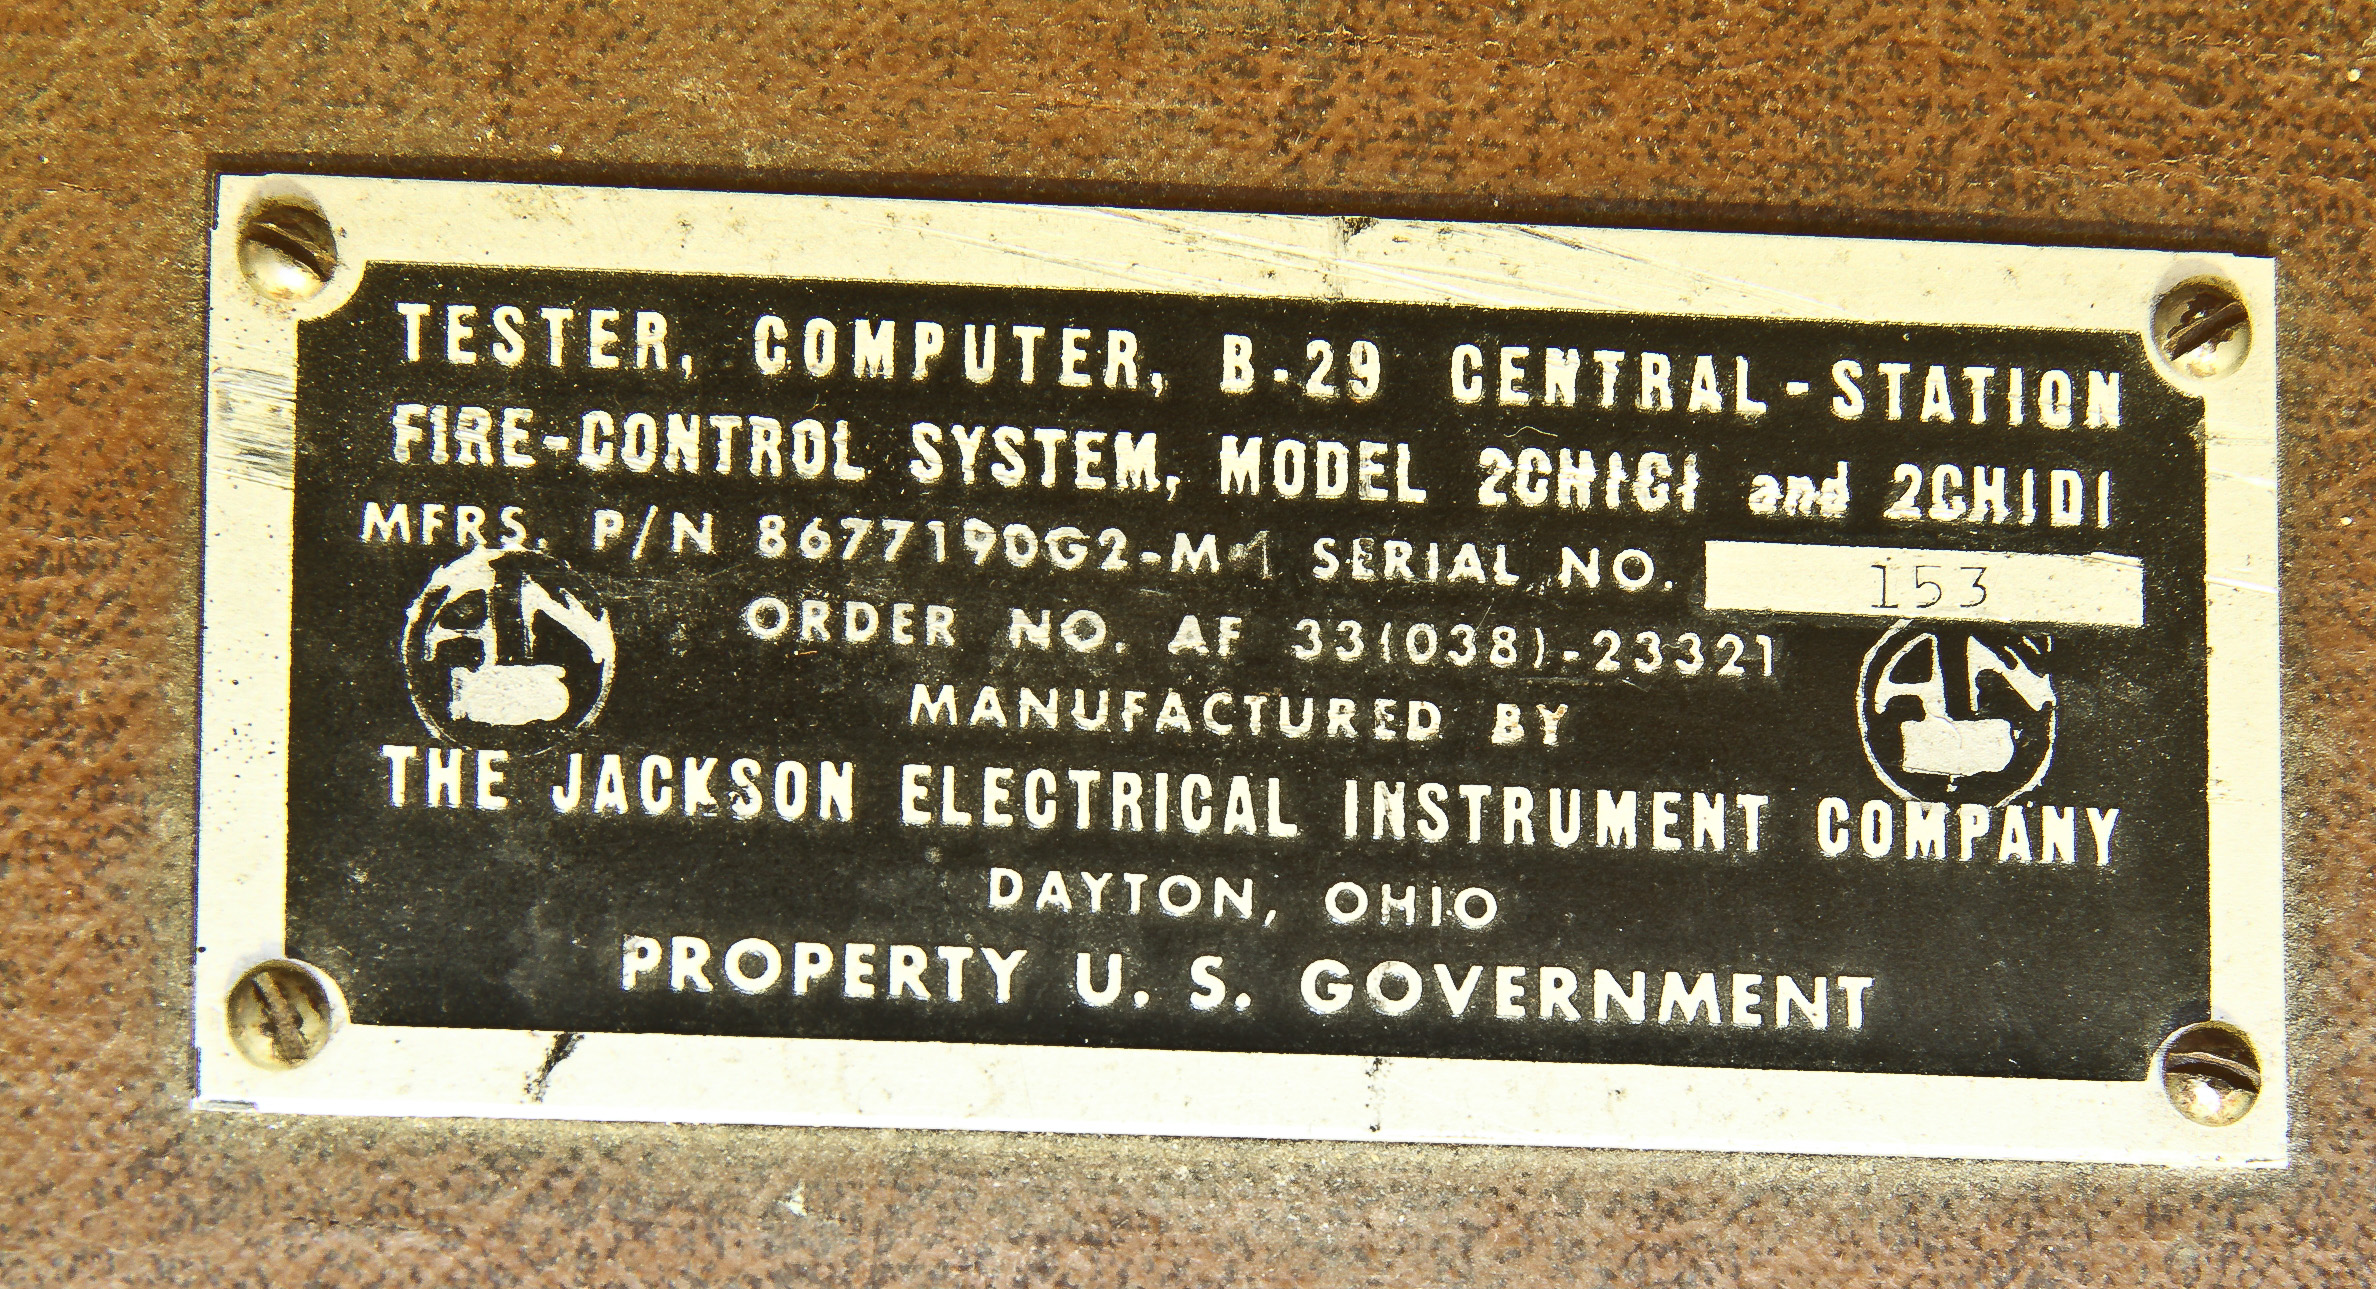 TESTER, COMPUTER, B-29 CENTRAL-STATION
FIRE-CONTROL SYSTEM, MODEL 2CH1C1 and 2CH1D1
MFRS. P/N 8677190G2-M-1 SERIAL NO. 153
ORDER NO. AF 33(038)-23321
MANUFACTURED BY
THE JACKSON ELECTRICAL INSTRUMENT COMPANY
DAYTON, OHIO
PROPERTY U. S. GOVERNMENT